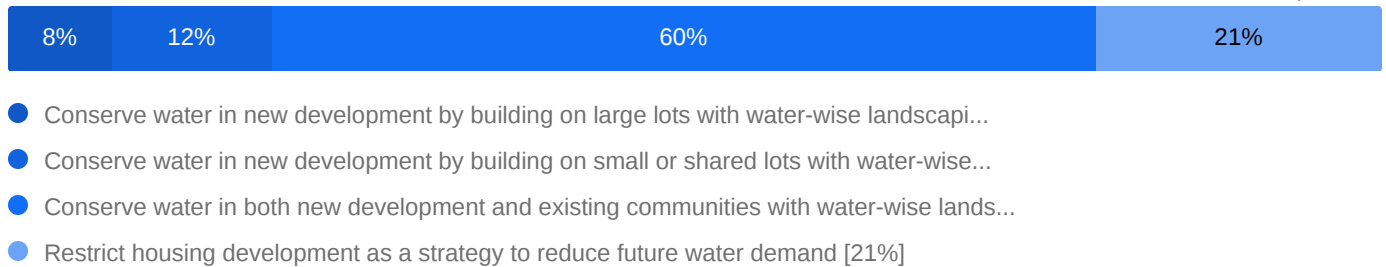 8% 12% 60% 21%
Conserve water in new development by building on large lots with water-wise landscapi...
Conserve water in new development by building on small or shared lots with water-wise...
Conserve water in both new development and existing communities with water-wise lands...
Restrict housing development as a strategy to reduce future water demand [21%]